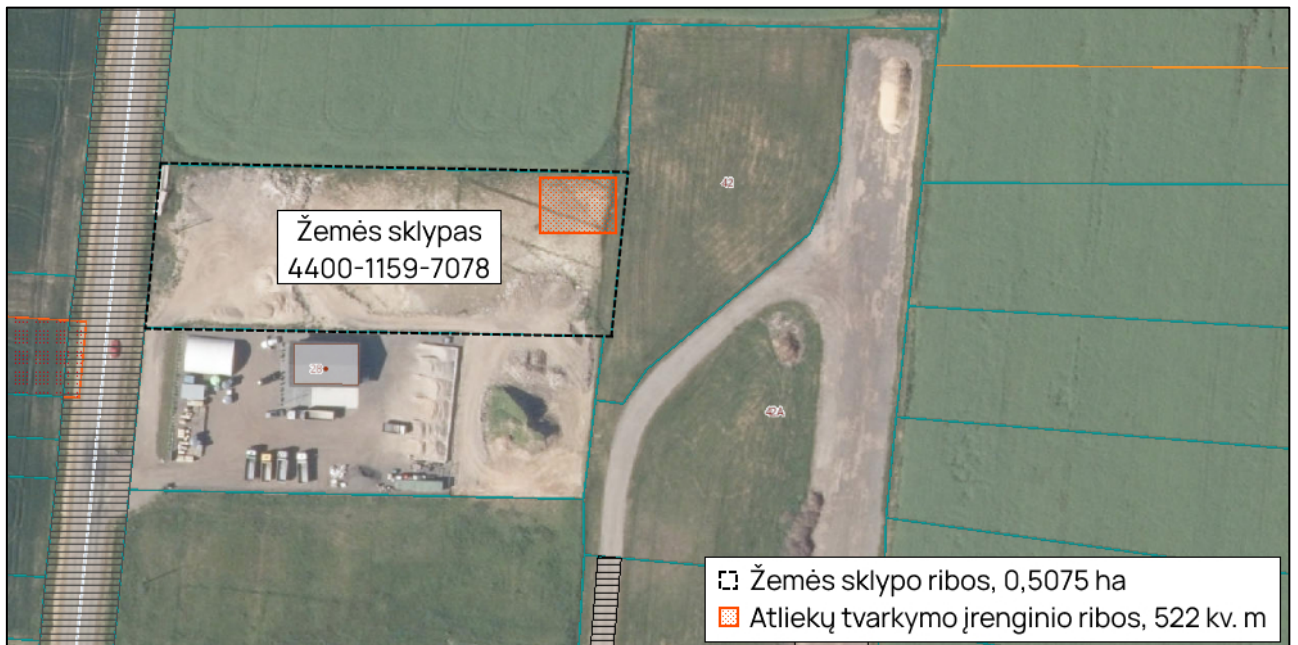 42
Žemės sklypas
4400-1159-7078
28
42A
Žemės sklypo ribos, 0,5075 ha
Atliekų tvarkymo įrenginio ribos, 522 kv. m